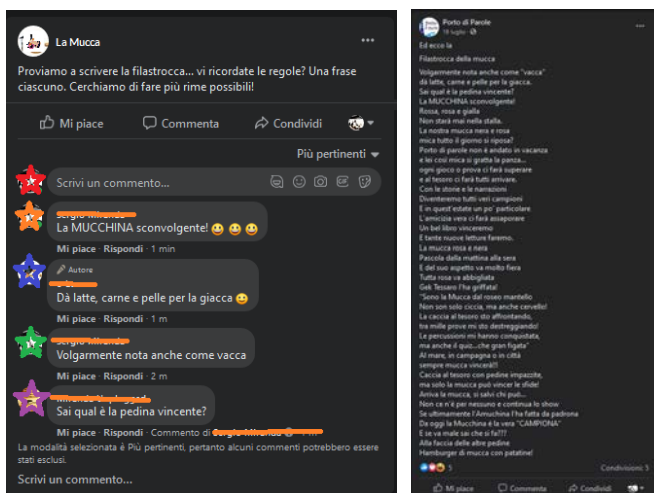 La Mucca
Proviamo a scrivere la filastrocca... vi ricordate le regole? Una frase
ciascuno. Cerchiamo di fare più rime possibili!
Mi piace Commenta Condividi
Più pertinenti
Scrivi un commento...
La MUCCHINA sconvolgente! 😃 😃 😃
Mi piace · Rispondi · 1 min
Autore
Dà latte, carne e pelle per la giacca 😃
Mi piace · Rispondi · 1 m
Volgarmente nota anche come vacca
Mi piace · Rispondi · 2 m
Sai qual è la pedina vincente?
Mi piace · Rispondi · Commento di
La modalità selezionata è Più pertinenti, pertanto alcuni commenti potrebbero essere
stati esclusi.
Scrivi un commento...
Porto di Parole
18 luglio
Ed ecco la
Filastrocca della mucca
Volgarmente nota anche come "vacca"
dà latte, carne e pelle per la giacca.
Sai qual è la pedina vincente?
La MUCCHINA sconvolgente!
Rossa, rosa e gialla
Non starà mai nella stalla.
La nostra mucca nera e rosa
mica tutto il giorno si riposa?
Porto di parole non è andato in vacanza
e lei così mica si gratta la panza...
ogni gioco o prova ci farà superare
e al tesoro ci farà tutti arrivare.
Con le storie e le narrazioni
Diventeremo tutti veri campioni
E in quest'estate un po' particolare
L'amicizia vera ci farà assaporare
Un bel libro vinceremo
E tante nuove letture faremo.
La mucca rosa e nera
Pascola dalla mattina alla sera
E del suo aspetto va molto fiera
Tutta rosa va abbigliata
Gek Tessaro l'ha griffata!
"Sono la Mucca dal roseo mantello
Non son solo ciccia, ma anche cervello!
La caccia al tesoro sto affrontando,
tra mille prove mi sto destreggiando!
Le percussioni mi hanno conquistata,
ma anche il quiz...che gran figata"
Al mare, in campagna o in città
sempre mucca vincerà!!!
Caccia al tesoro con pedine impazzite,
ma solo la mucca può vincer le sfide!
Arriva la mucca, si salvi chi può...
Non ce n'è per nessuno e continua lo show
Se ultimamente l'Amuchina l'ha fatta da padrona
Da oggi la Mucchina è la vera "CAMPIONA"
E se va male sai che si fa???
Alla faccia delle altre pedine
Hamburger di mucca con patatine!
5 Condivisioni: 3
Mi piace Commenta Condividi